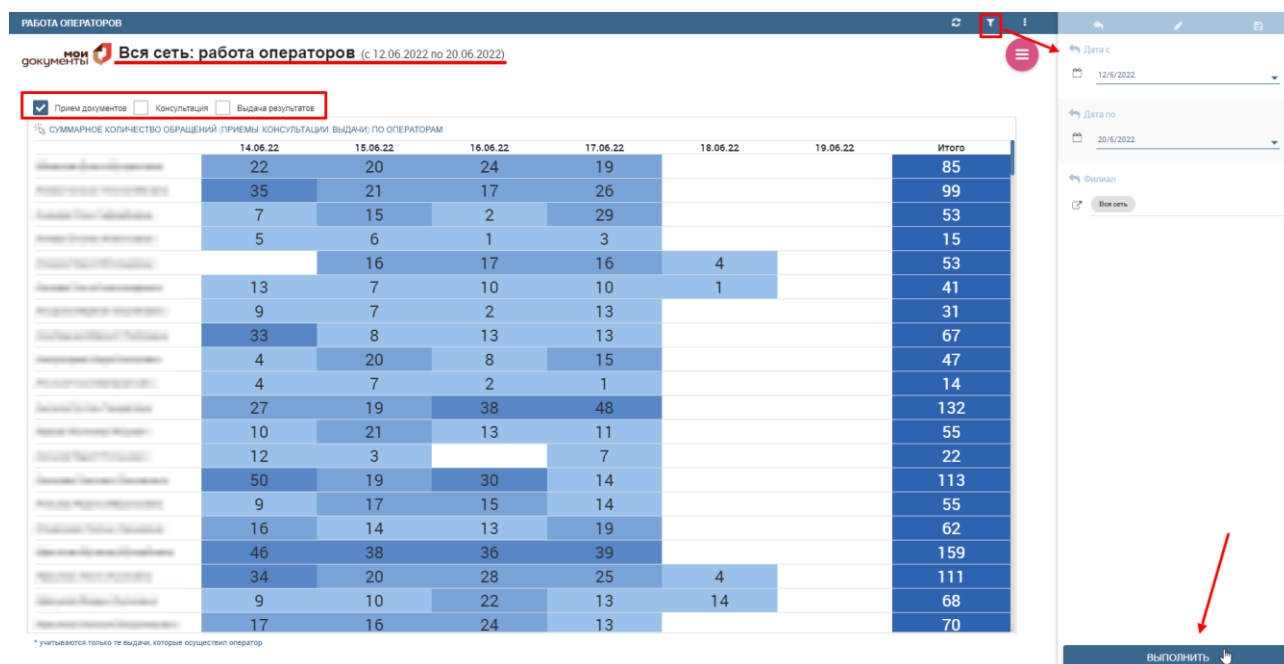 РАБОТА ОПЕРАТОРОВ
мои документы
Вся сеть: работа операторов (с 12.06.2022 по 20.06.2022)
Прием документов Консультация Выдача результатов
СУММАРНОЕ КОЛИЧЕСТВО ОБРАЩЕНИЙ (ПРИЕМЫ, КОНСУЛЬТАЦИИ, ВЫДАЧИ) ПО ОПЕРАТОРАМ
14.06.22 15.06.22 16.06.22 17.06.22 18.06.22 19.06.22 Итого
22 20 24 19 85
35 21 17 26 99
7 15 2 29 53
5 6 1 3 15
16 17 16 4 53
13 7 10 10 1 41
9 7 2 13 31
33 8 13 13 67
4 20 8 15 47
4 7 2 1 14
27 19 38 48 132
10 21 13 11 55
12 3 7 22
50 19 30 14 113
9 17 15 14 55
16 14 13 19 62
46 38 36 39 159
34 20 28 25 4 111
9 10 22 13 14 68
17 16 24 13 70
* учитываются только те выдачи, которые осуществил оператор
Дата с
12/6/2022
Дата по
20/6/2022
Филиал
Вся сеть
ВЫПОЛНИТЬ